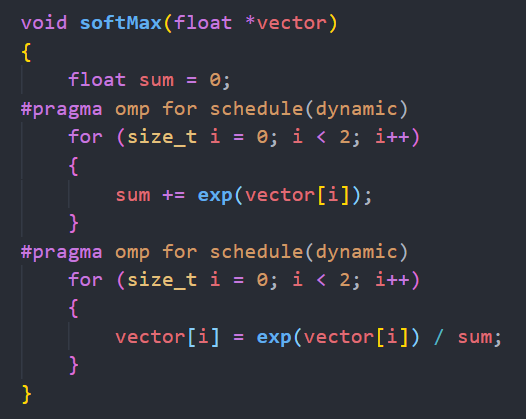 void softMax(float *vector)
{
    float sum = 0;
#pragma omp for schedule(dynamic)
    for (size_t i = 0; i < 2; i++)
    {
        sum += exp(vector[i]);
    }
#pragma omp for schedule(dynamic)
    for (size_t i = 0; i < 2; i++)
    {
        vector[i] = exp(vector[i]) / sum;
    }
}